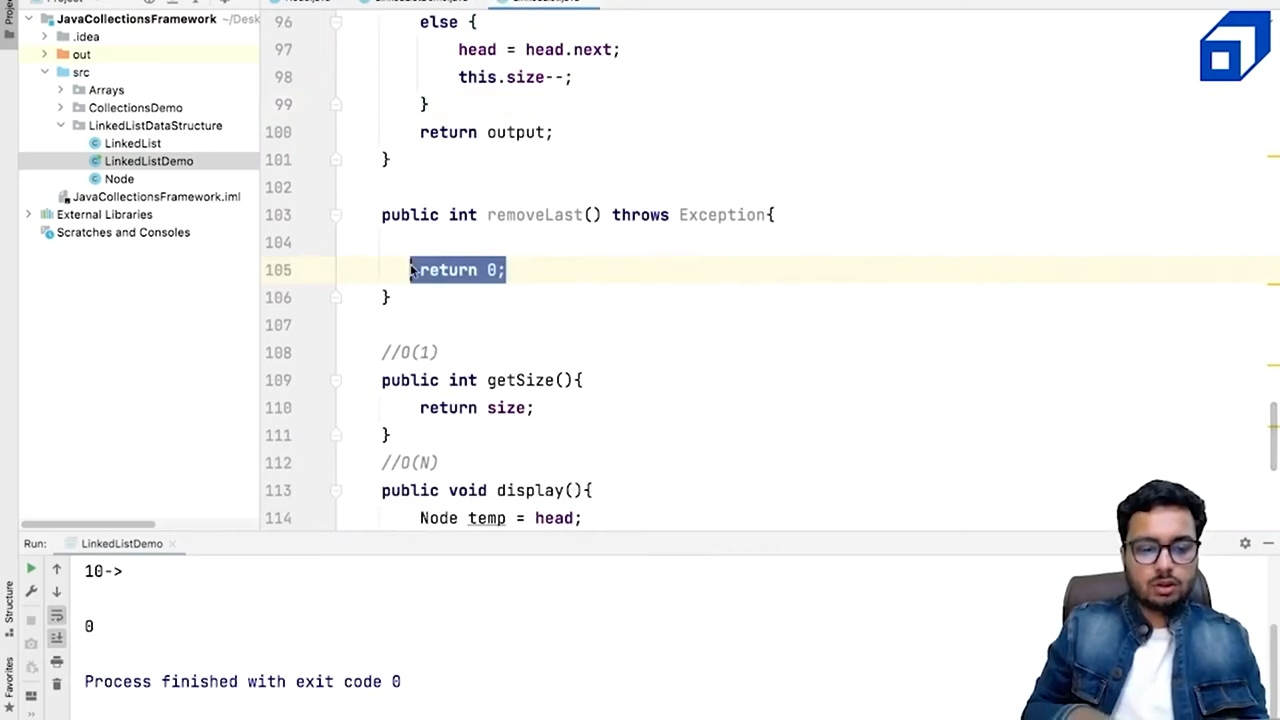 JavaCollectionsFramework ~/Desk
.idea
out
src
Arrays
CollectionsDemo
LinkedListDataStructure
LinkedList
LinkedListDemo
Node
JavaCollectionsFramework.iml
External Libraries
Scratches and Consoles
96 else {
97 head = head.next;
98 this.size--;
99 }
100 return output;
101 }
102
103 public int removeLast() throws Exception{
104
105 return 0;
106 }
107
108 //O(1)
109 public int getSize(){
110 return size;
111 }
112 //O(N)
113 public void display(){
114 Node temp = head;
Run: LinkedListDemo
10->
0
Process finished with exit code 0
Structure
Favorites